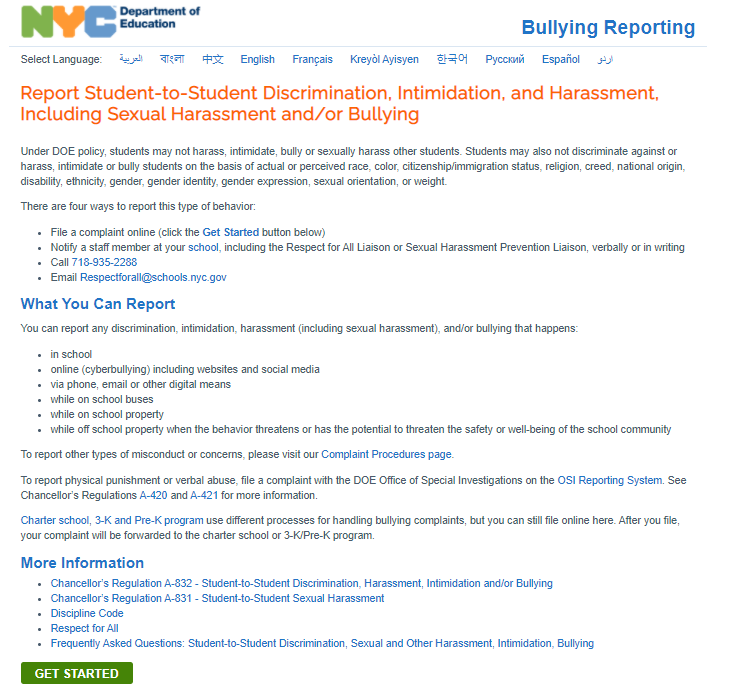 NYC Department of
Education
Bullying Reporting
Select Language: العربية বাংলা 中文 English Français Kreyòl Ayisyen 한국어 Русский Español اردو
Report Student-to-Student Discrimination, Intimidation, and Harassment,
Including Sexual Harassment and/or Bullying
Under DOE policy, students may not harass, intimidate, bully or sexually harass other students. Students may also not discriminate against or
harass, intimidate or bully students on the basis of actual or perceived race, color, citizenship/immigration status, religion, creed, national origin,
disability, ethnicity, gender, gender identity, gender expression, sexual orientation, or weight.
There are four ways to report this type of behavior:
• File a complaint online (click the Get Started button below)
• Notify a staff member at your school, including the Respect for All Liaison or Sexual Harassment Prevention Liaison, verbally or in writing
• Call 718-935-2288
• Email Respectforall@schools.nyc.gov
What You Can Report
You can report any discrimination, intimidation, harassment (including sexual harassment), and/or bullying that happens:
• in school
• online (cyberbullying) including websites and social media
• via phone, email or other digital means
• while on school buses
• while on school property
• while off school property when the behavior threatens or has the potential to threaten the safety or well-being of the school community
To report other types of misconduct or concerns, please visit our Complaint Procedures page.
To report physical punishment or verbal abuse, file a complaint with the DOE Office of Special Investigations on the OSI Reporting System. See
Chancellor's Regulations A-420 and A-421 for more information.
Charter school, 3-K and Pre-K program use different processes for handling bullying complaints, but you can still file online here. After you file,
your complaint will be forwarded to the charter school or 3-K/Pre-K program.
More Information
• Chancellor's Regulation A-832 - Student-to-Student Discrimination, Harassment, Intimidation and/or Bullying
• Chancellor's Regulation A-831 - Student-to-Student Sexual Harassment
• Discipline Code
• Respect for All
• Frequently Asked Questions: Student-to-Student Discrimination, Sexual and Other Harassment, Intimidation, Bullying
GET STARTED